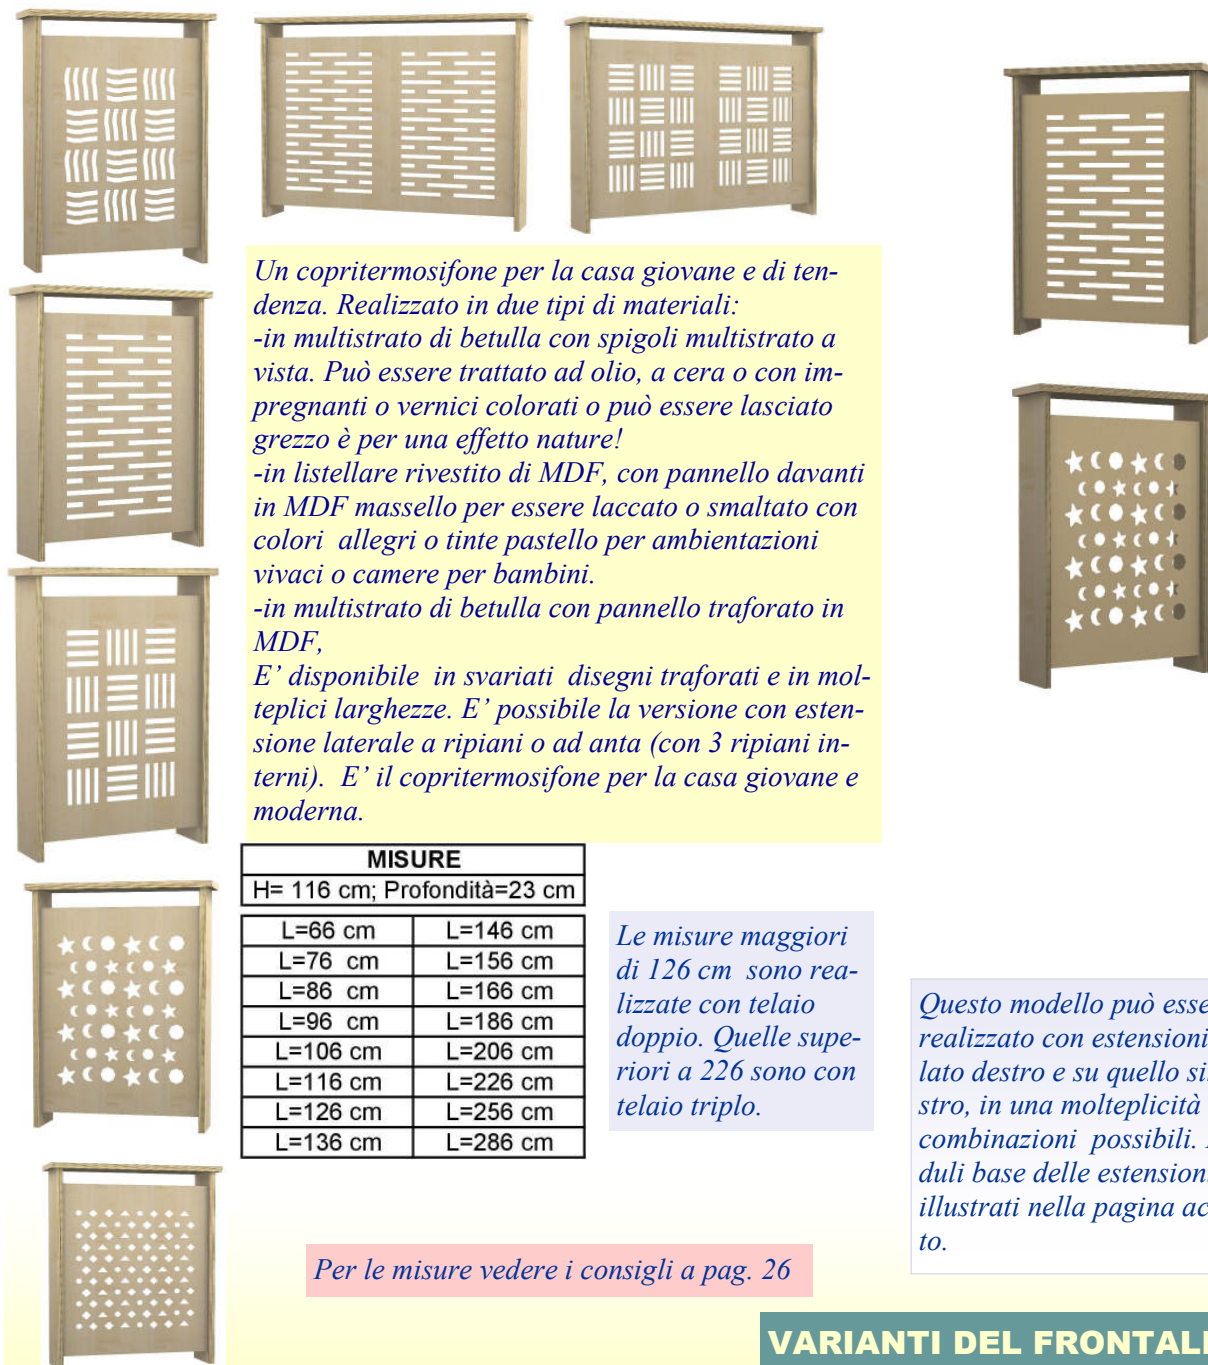 Un copritermosifone per la casa giovane e di ten-
denza. Realizzato in due tipi di materiali:
-in multistrato di betulla con spigoli multistrato a
vista. Può essere trattato ad olio, a cera o con im-
pregnanti o vernici colorati o può essere lasciato
grezzo è per una effetto nature!
-in listellare rivestito di MDF, con pannello davanti
in MDF massello per essere laccato o smaltato con
colori allegri o tinte pastello per ambientazioni
vivaci o camere per bambini.
-in multistrato di betulla con pannello traforato in
MDF,
E’ disponibile in svariati disegni traforati e in mol-
teplici larghezze. E’ possibile la versione con esten-
sione laterale a ripiani o ad anta (con 3 ripiani in-
terni). E’ il copritermosifone per la casa giovane e
moderna.
MISURE
H= 116 cm; Profondità=23 cm
L=66 cm L=146 cm
L=76 cm L=156 cm
L=86 cm L=166 cm
L=96 cm L=186 cm
L=106 cm L=206 cm
L=116 cm L=226 cm
L=126 cm L=256 cm
L=136 cm L=286 cm
Le misure maggiori
di 126 cm sono rea-
lizzate con telaio
doppio. Quelle supe-
riori a 226 sono con
telaio triplo.
Questo modello può esse
realizzato con estensioni
lato destro e su quello si
stro, in una molteplicità
combinazioni possibili.
duli base delle estension
illustrati nella pagina ac
to.
Per le misure vedere i consigli a pag. 26
VARIANTI DEL FRONTAL